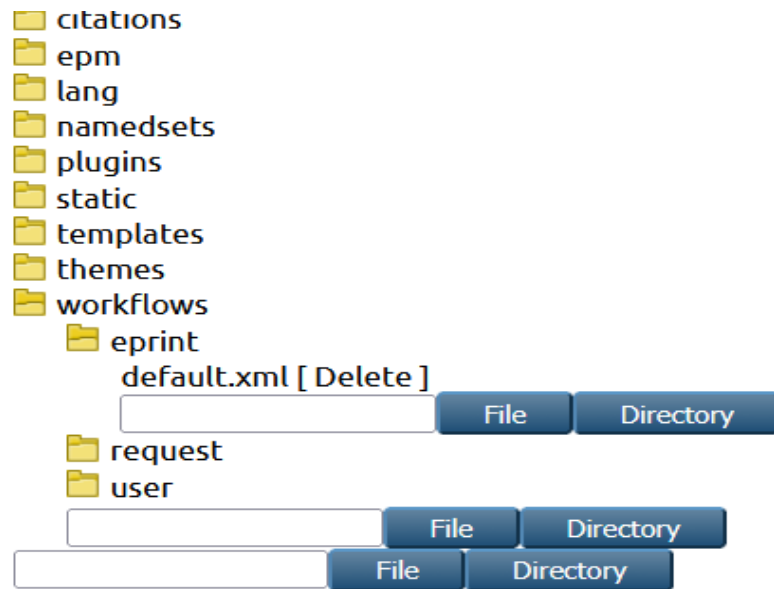 citations
epm
lang
namedsets
plugins
static
templates
themes
workflows
eprint
default.xml [ Delete ]
File Directory
request
user
File Directory
File Directory